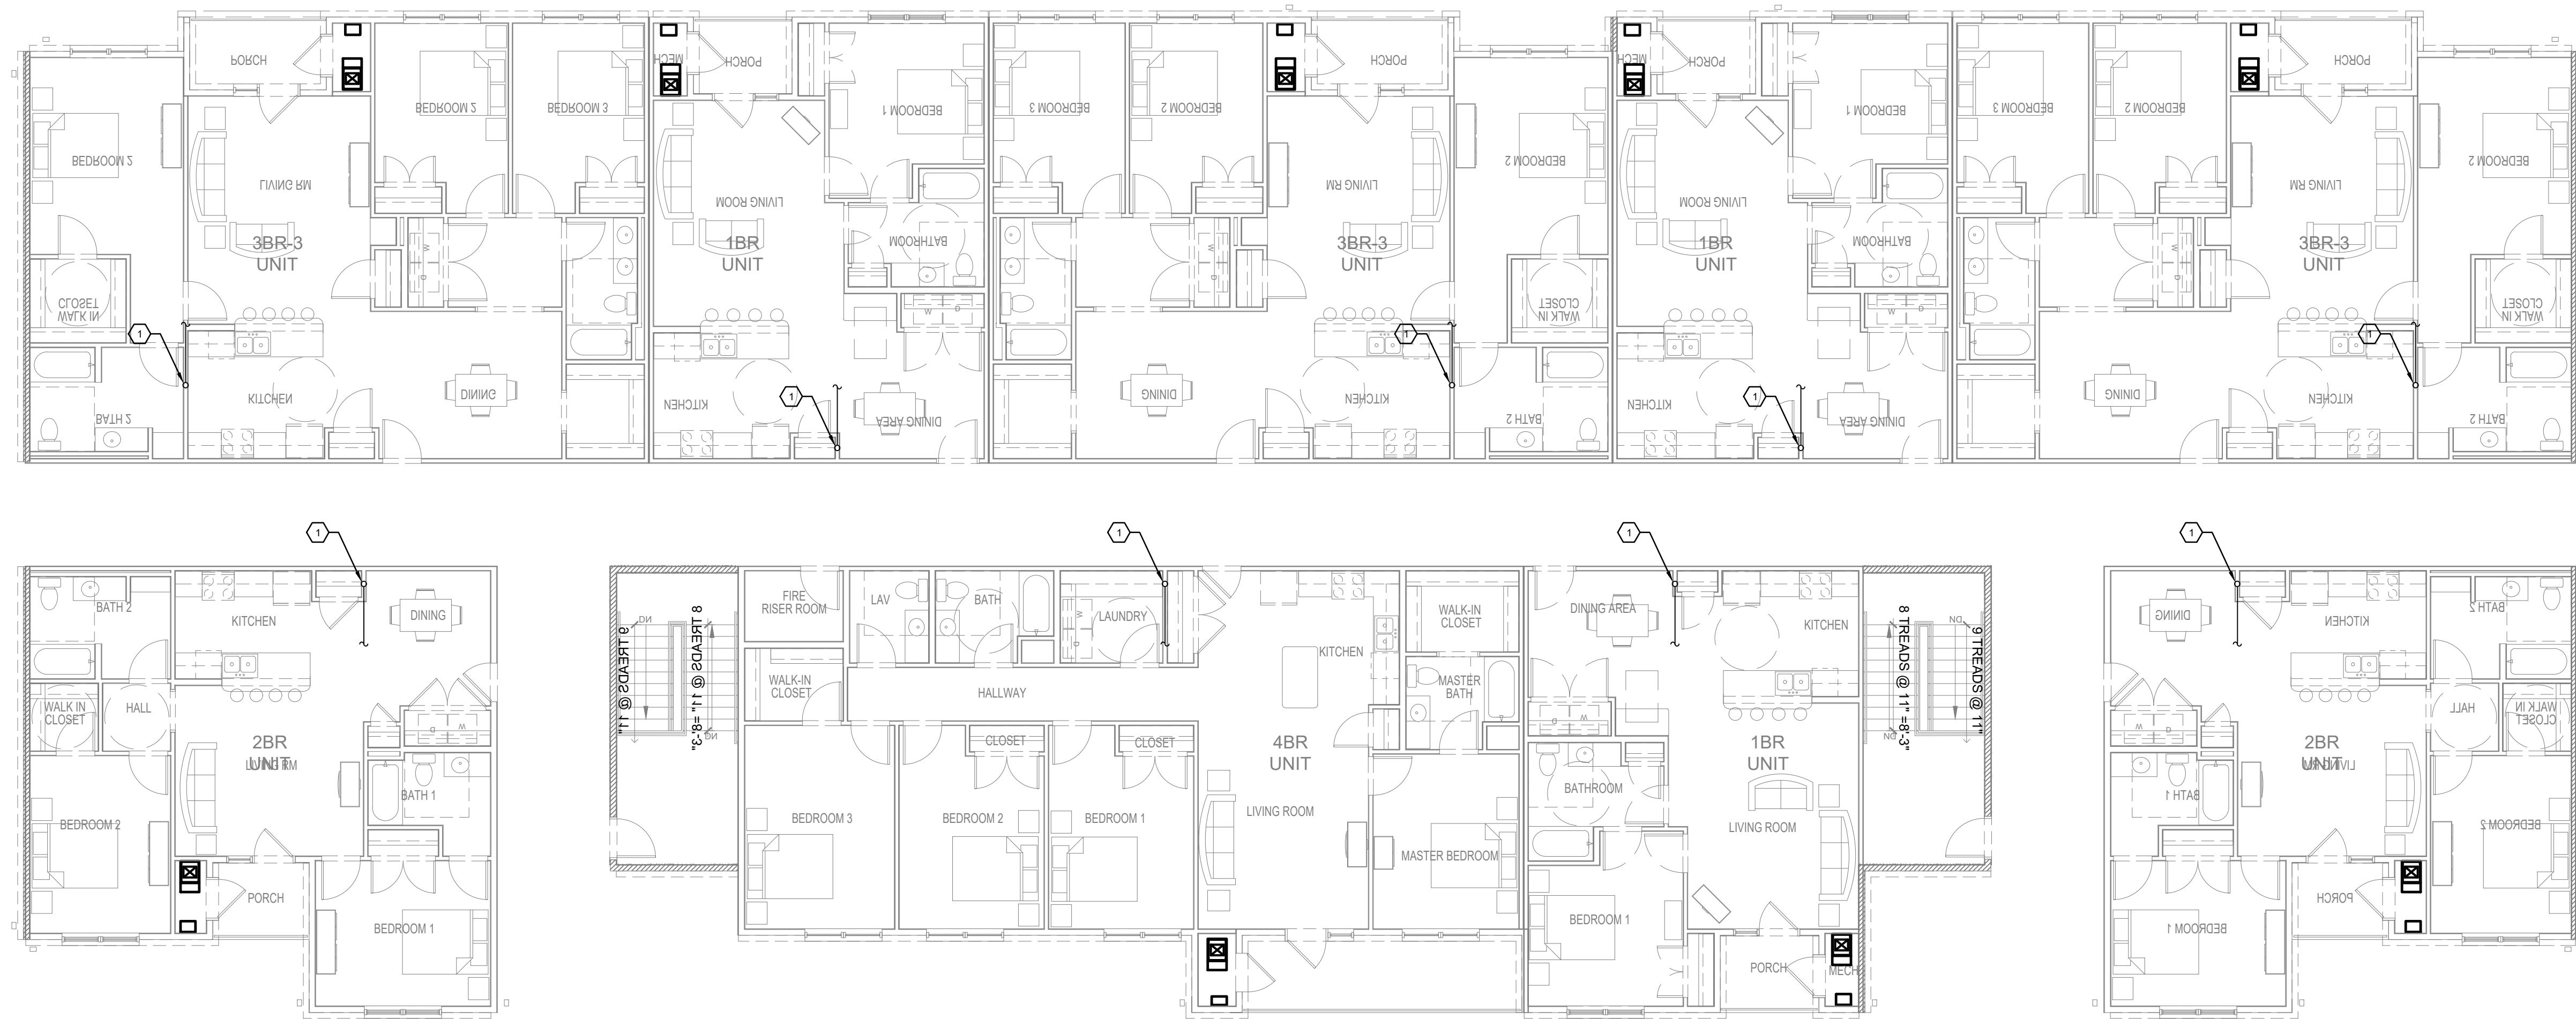 PORCH
BEDROOM 2
BEDROOM 3
BEDROOM 2
LIVING RM
3BR-3
UNIT
WALK IN
CLOSET
1
KITCHEN
DINING
BATH 2
W
D
MECH
PORCH
BEDROOM 1
LIVING ROOM
1BR
UNIT
BATHROOM
W
D
KITCHEN
1
DINING AREA
BEDROOM 3
BEDROOM 2
PORCH
BEDROOM 2
LIVING RM
3BR-3
UNIT
W
D
WALK IN
CLOSET
1
DINING
KITCHEN
BATH 2
MECH
PORCH
BEDROOM 1
LIVING ROOM
1BR
UNIT
BATHROOM
W
D
KITCHEN
1
DINING AREA
BEDROOM 3
BEDROOM 2
PORCH
BEDROOM 2
LIVING RM
3BR-3
UNIT
W
D
WALK IN
CLOSET
1
DINING
KITCHEN
BATH 2
1
BATH 2
KITCHEN
DINING
WALK IN
CLOSET
HALL
W
D
2BR
UNIT
LIVING RM
BATH 1
BEDROOM 2
PORCH
BEDROOM 1
9 TREADS @ 11"
8 TREADS @ 11" =8'-3"
DN
DN
1
FIRE
RISER ROOM
LAV
BATH
LAUNDRY
W
D
WALK-IN
CLOSET
HALLWAY
KITCHEN
WALK-IN
CLOSET
MASTER
BATH
CLOSET
CLOSET
4BR
UNIT
BEDROOM 3
BEDROOM 2
BEDROOM 1
LIVING ROOM
MASTER BEDROOM
1
DINING AREA
KITCHEN
D
W
1BR
UNIT
BATHROOM
LIVING ROOM
BEDROOM 1
PORCH
MECH
8 TREADS @ 11" =8'-3"
9 TREADS @ 11"
DN
DN
1
DINING
KITCHEN
BATH 2
HALL
WALK IN
CLOSET
W
D
2BR
UNIT
LIVING RM
BATH 1
BEDROOM 2
PORCH
BEDROOM 1